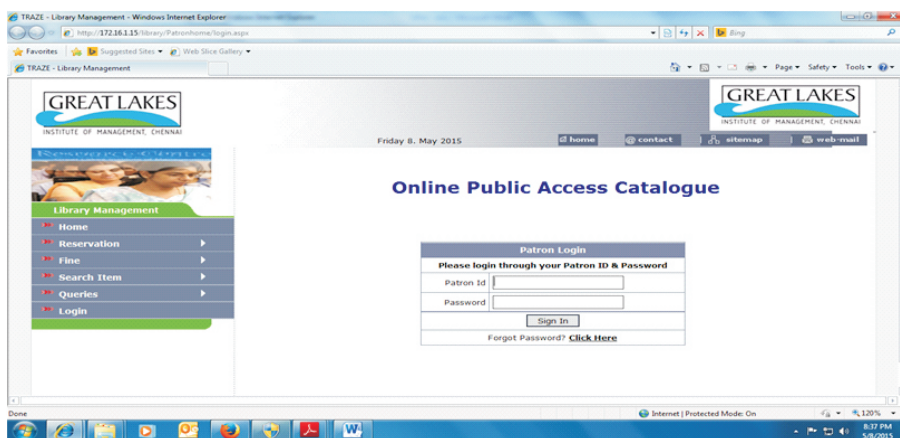 TRAZE - Library Management - Windows Internet Explorer
http://172.16.1.15/library/Patronhome/login.aspx
Bing
Favorites Suggested Sites Web Slice Gallery
TRAZE - Library Management
Page Safety Tools
GREAT LAKES
INSTITUTE OF MANAGEMENT, CHENNAI
GREAT LAKES
INSTITUTE OF MANAGEMENT, CHENNAI
Friday 8. May 2015
home contact sitemap web-mail
Resource Centre
Library Management
Home
Reservation
Fine
Search Item
Queries
Login
Online Public Access Catalogue
Patron Login
Please login through your Patron ID & Password
Patron Id
Password
Sign In
Forgot Password? Click Here
Done
Internet | Protected Mode: On
120%
8:37 PM
5/8/2015